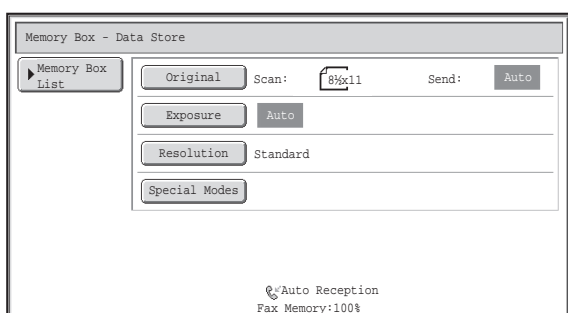 Memory Box - Data Store
Memory Box
List
Original Scan: 8½x11 Send: Auto
Exposure Auto
Resolution Standard
Special Modes
Auto Reception
Fax Memory:100%